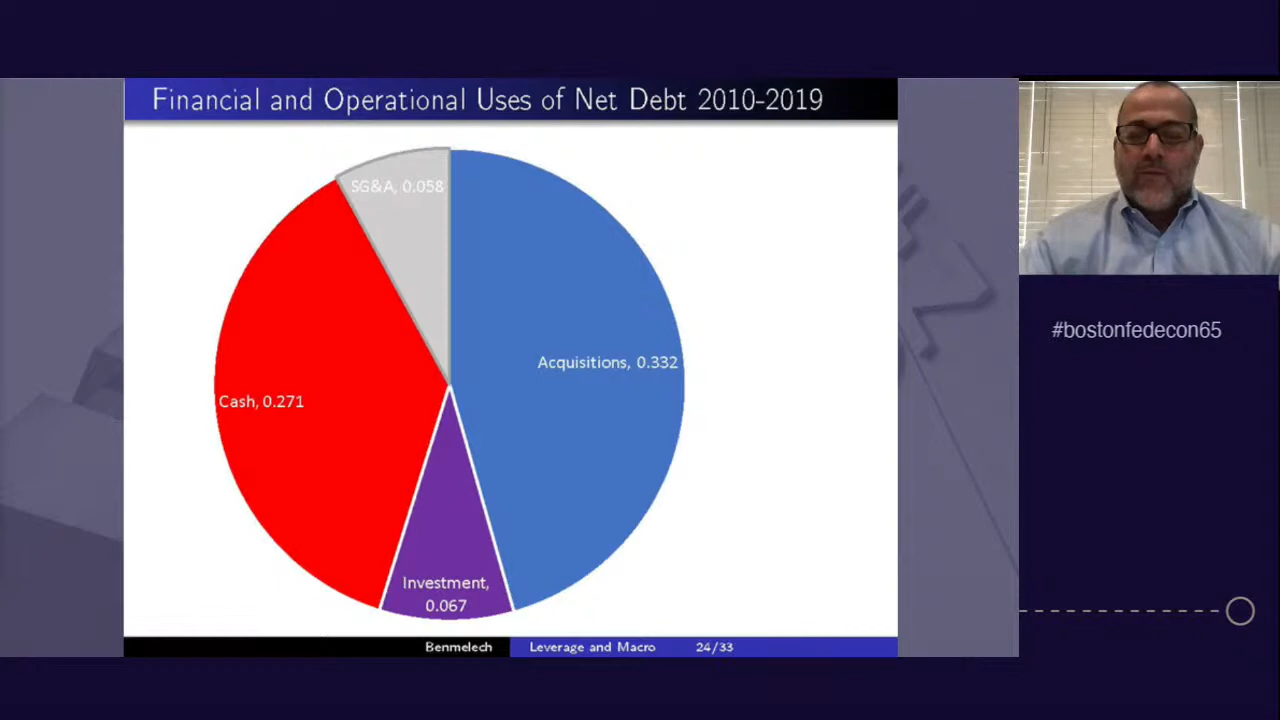 Financial and Operational Uses of Net Debt 2010-2019
SG&A, 0.058
Acquisitions, 0.332
Cash, 0.271
Investment,
0.067
Benmelech
Leverage and Macro
24/33
#bostonfedecon65